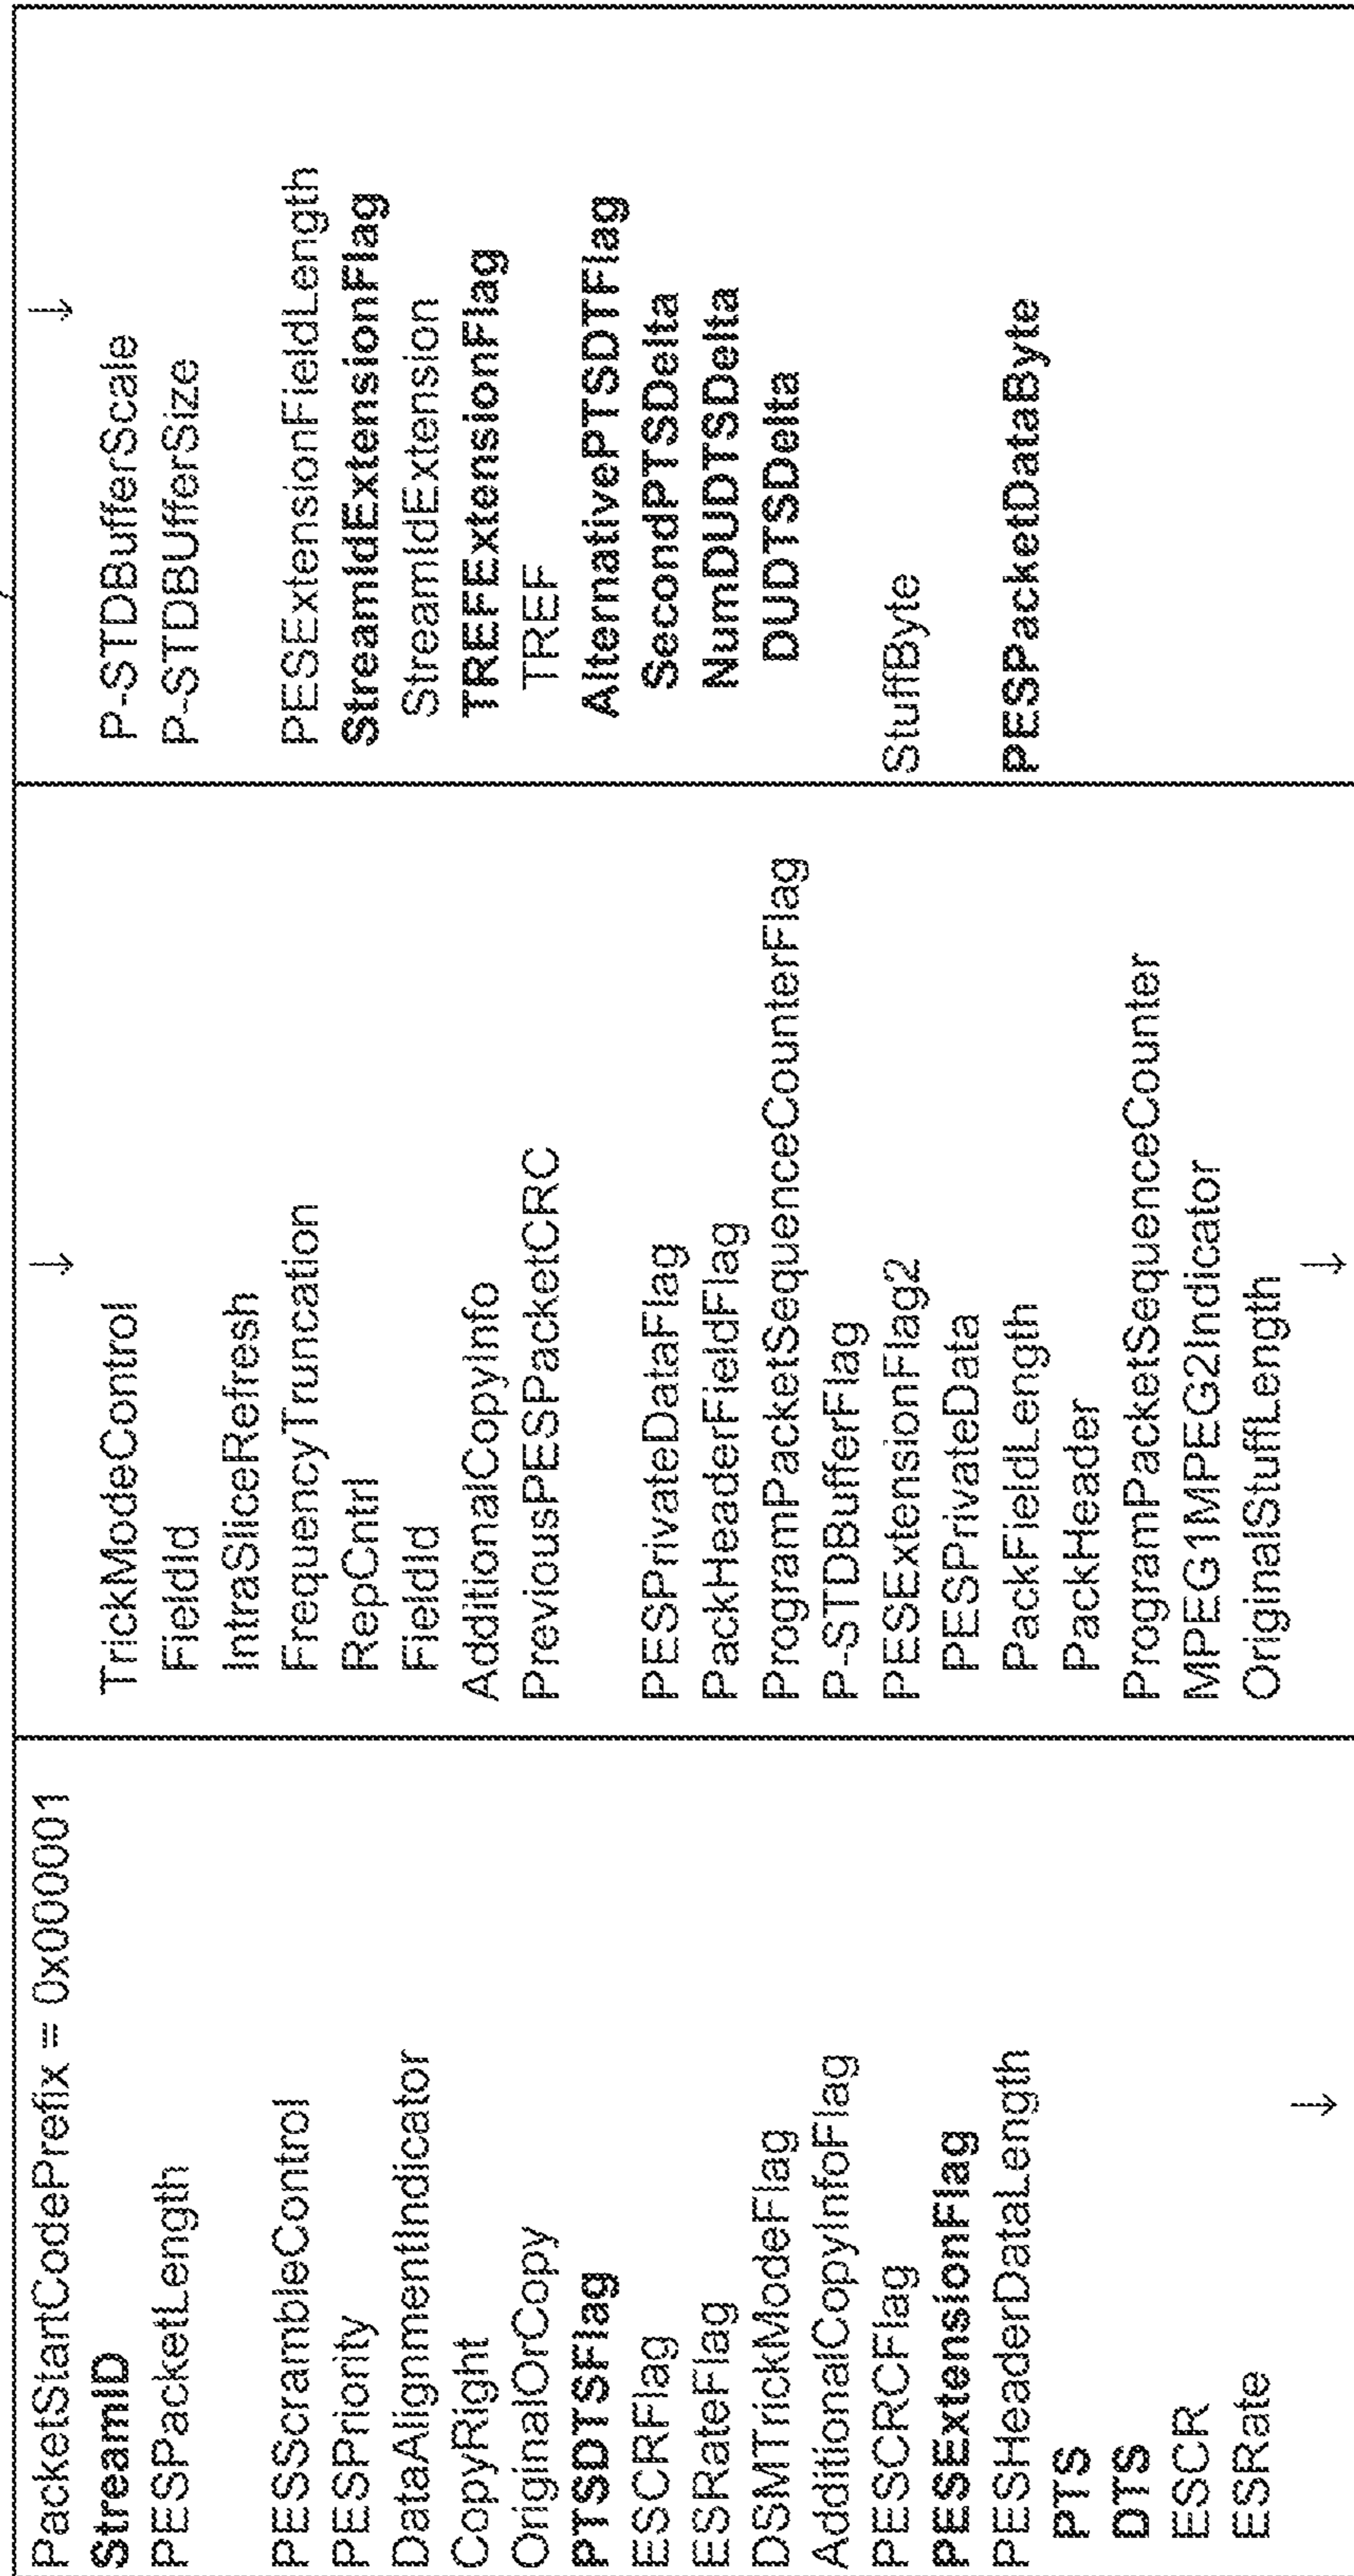 PacketStartCodePrefix = 0x000001
StreamID
PESPacketLength
PESScrambleControl
PESPriority
DataAlignmentIndicator
CopyRight
OriginalOrCopy
PTSDTSFlag
ESCRFlag
ESRateFlag
DSMTrickModeFlag
AdditionalCopyInfoFlag
PESCRCFlag
PESExtensionFlag
PESHeaderDataLength
PTS
DTS
ESCR
ESRate
↓
↓
TrickModeControl
FieldId
IntraSliceRefresh
FrequencyTruncation
RepCntrl
FieldId
AdditionalCopyInfo
PreviousPESPacketCRC
PESPrivateDataFlag
PackHeaderFieldFlag
ProgramPacketSequenceCounterFlag
P-STDBufferFlag
PESExtensionFlag2
PESPrivateData
PackFieldLength
PackHeader
ProgramPacketSequenceCounter
MPEG1MPEG2Indicator
OriginalStuffLength
↓
↓
P-STDBufferScale
P-STDBUfferSize
PESExtensionFieldLength
StreamIdExtensionFlag
StreamIdExtension
TREFExtensionFlag
TREF
AlternativePTSDTFlag
SecondPTSDelta
NumDUDTSDelta
DUDTSDelta
StuffByte
PESPacketDataByte